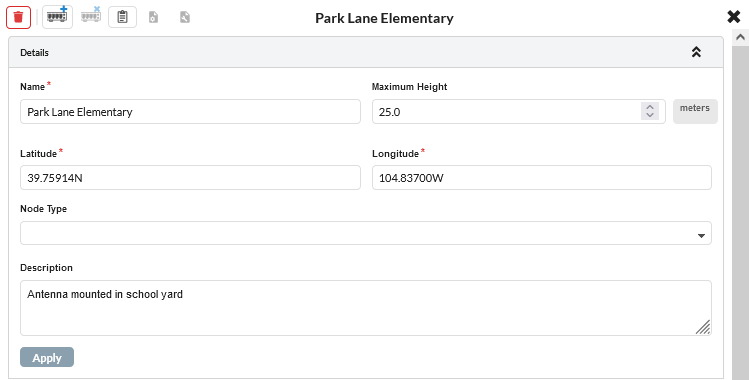 Park Lane Elementary
Details
Name*
Maximum Height
Park Lane Elementary
25.0
meters
Latitude*
Longitude*
39.75914N
104.83700W
Node Type
Description
Antenna mounted in school yard
Apply